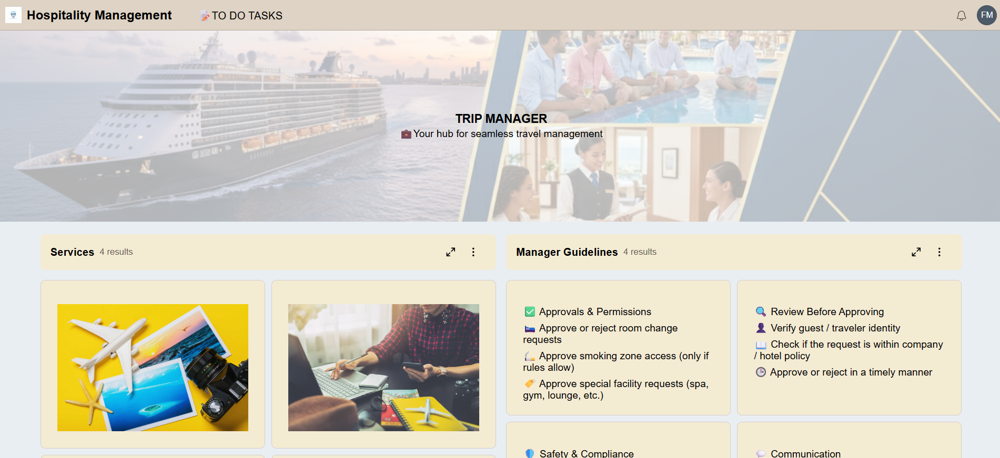 Hospitality Management
TO DO TASKS
FM
TRIP MANAGER
Your hub for seamless travel management
Services 4 results
Manager Guidelines 4 results
Approvals & Permissions
Approve or reject room change
requests
Approve smoking zone access (only if
rules allow)
Approve special facility requests (spa,
gym, lounge, etc.)
Review Before Approving
Verify guest / traveler identity
Check if the request is within company
/ hotel policy
Approve or reject in a timely manner
Safety & Compliance
Communication